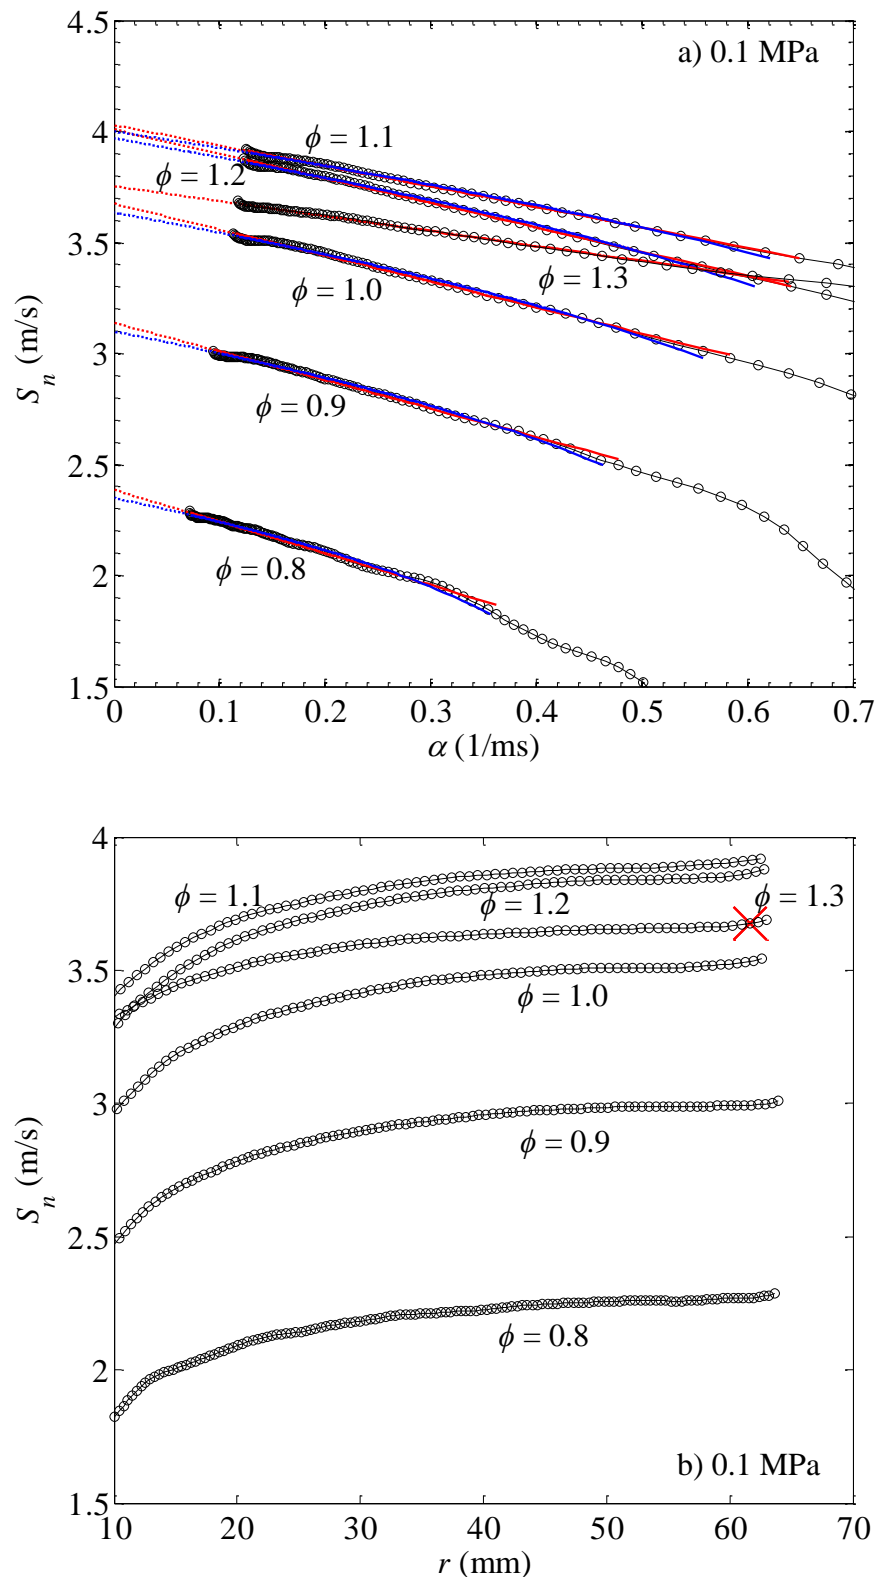 4.5
a) 0.1 MPa
4
ϕ = 1.1
ϕ = 1.2
3.5
ϕ = 1.3
ϕ = 1.0
3
ϕ = 0.9
2.5
ϕ = 0.8
2
1.5
S_n (m/s)
0 0.1 0.2 0.3 0.4 0.5 0.6 0.7
α (1/ms)
4
ϕ = 1.1
ϕ = 1.2
ϕ = 1.3
3.5
ϕ = 1.0
3
ϕ = 0.9
2.5
ϕ = 0.8
2
b) 0.1 MPa
1.5
S_n (m/s)
10 20 30 40 50 60 70
r (mm)